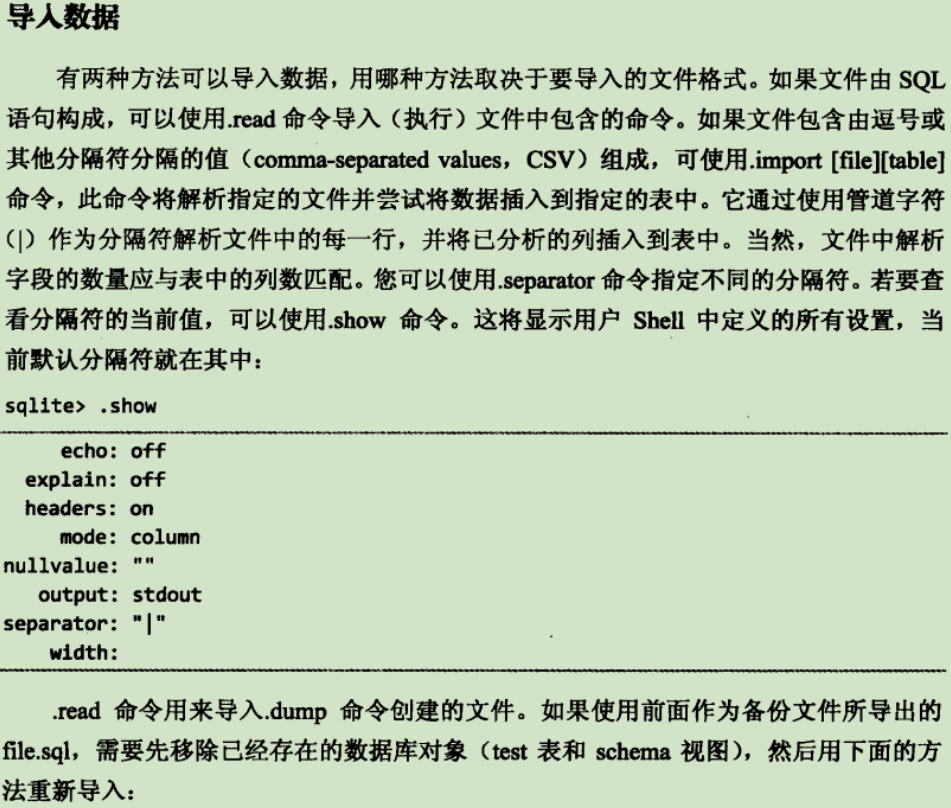 导入数据
有两种方法可以导入数据，用哪种方法取决于要导入的文件格式。如果文件由 SQL
语句构成，可以使用.read 命令导入（执行）文件中包含的命令。如果文件包含由逗号或
其他分隔符分隔的值（comma-separated values，CSV）组成，可使用.import [file][table]
命令，此命令将解析指定的文件并尝试将数据插入到指定的表中。它通过使用管道字符
（|）作为分隔符解析文件中的每一行，并将已分析的列插入到表中。当然，文件中解析
字段的数量应与表中的列数匹配。您可以使用.separator 命令指定不同的分隔符。若要查
看分隔符的当前值，可以使用.show 命令。这将显示用户 Shell 中定义的所有设置，当
前默认分隔符就在其中：
sqlite> .show
echo: off
explain: off
headers: on
mode: column
nullvalue: ""
output: stdout
separator: "|"
width:
.read 命令用来导入.dump 命令创建的文件。如果使用前面作为备份文件所导出的
file.sql，需要先移除已经存在的数据库对象（test 表和 schema 视图），然后用下面的方
法重新导入：